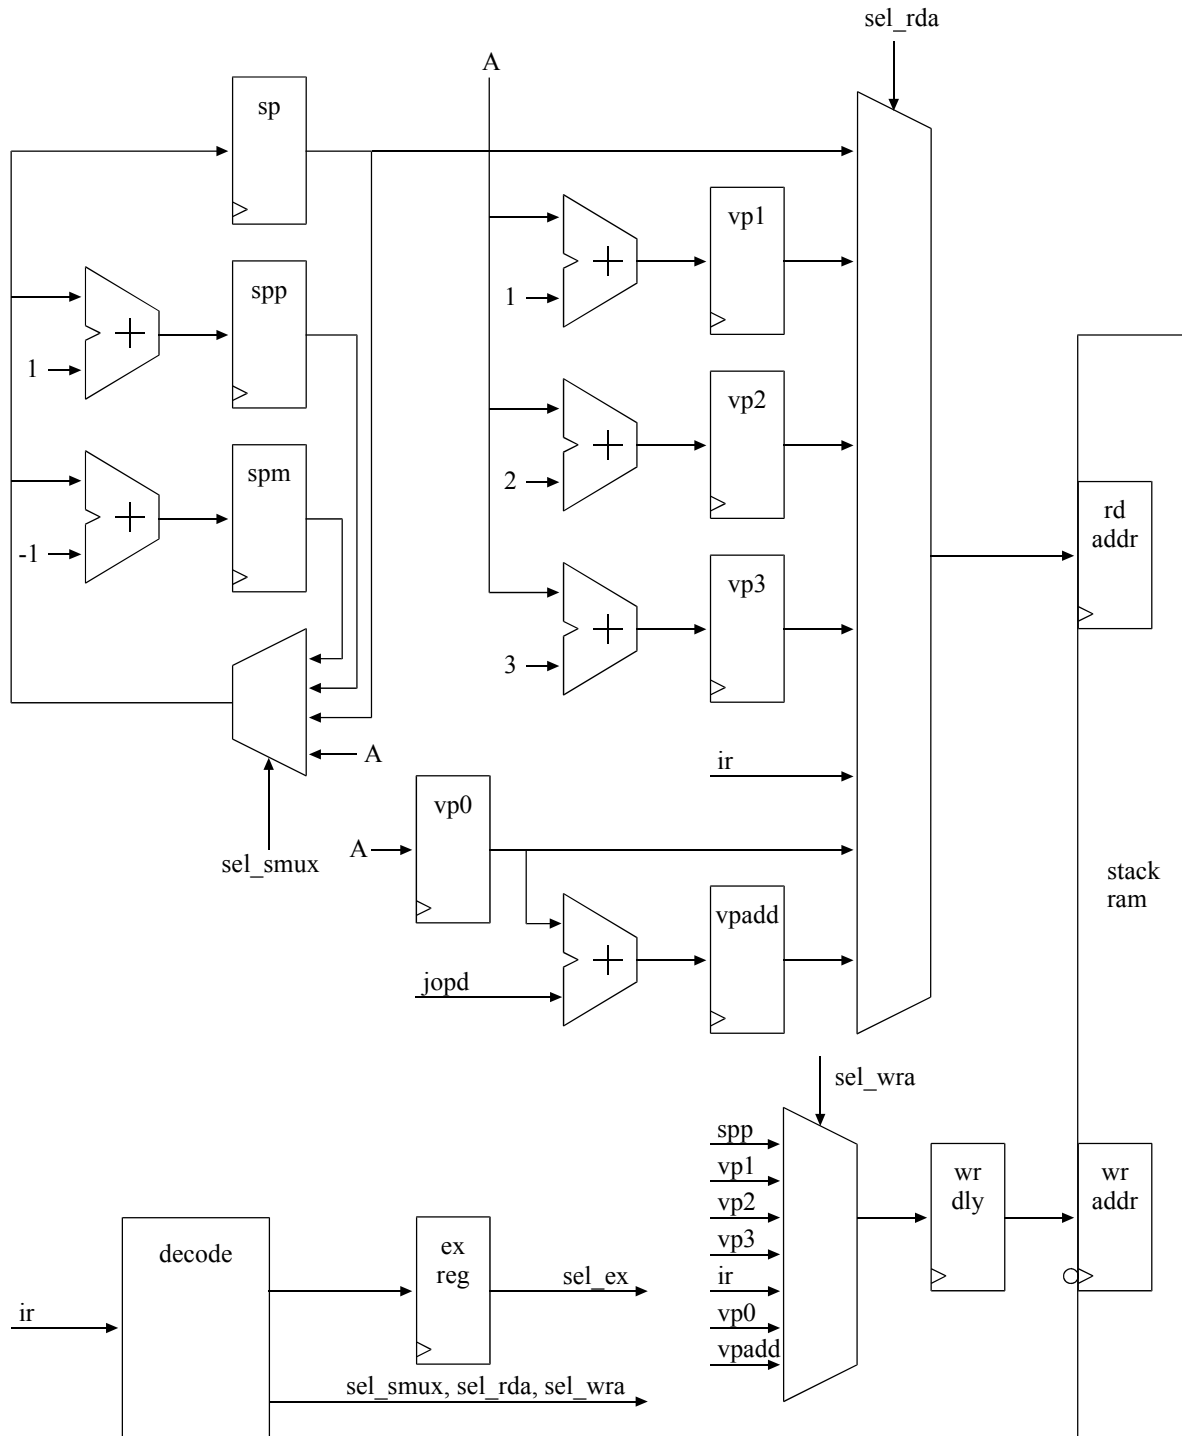 sel_rda
A
sp
vp1
1
spp
1
vp2
2
spm
-1
rd
addr
vp3
3
ir
A
vp0
A
sel_smux
stack
ram
vpadd
jopd
sel_wra
spp
vp1
vp2
vp3
ir
vp0
vpadd
wr
dly
wr
addr
decode
ex
reg
sel_ex
ir
sel_smux, sel_rda, sel_wra